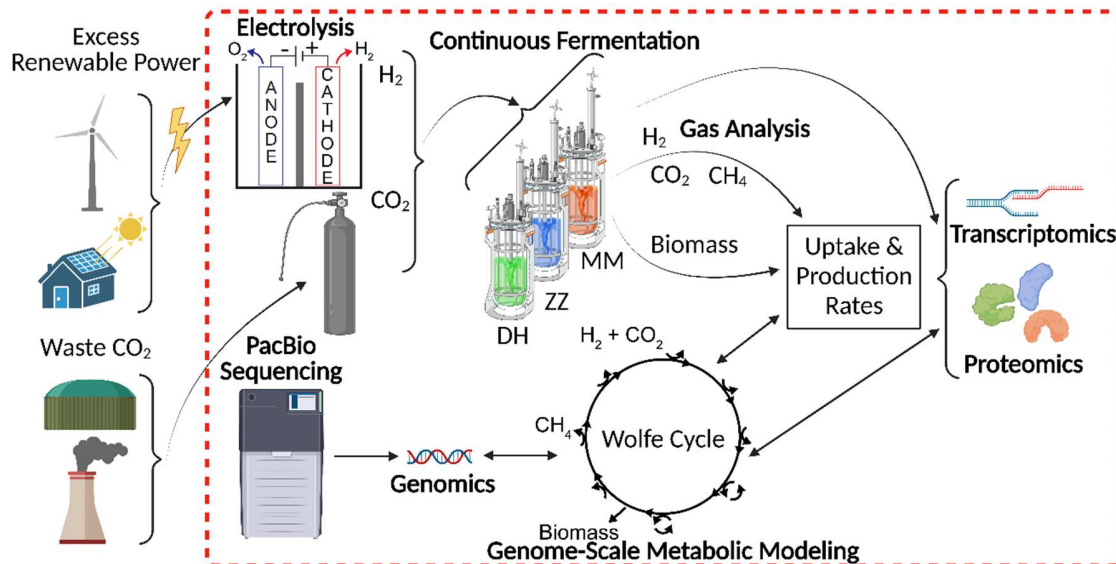 Excess
Renewable Power
Waste CO₂
Electrolysis
O₂
-
+
H₂
ANODE
CATHODE
H₂
CO₂
Continuous Fermentation
DH
ZZ
MM
H₂
Gas Analysis
CO₂
CH₄
Biomass
Uptake &
Production
Rates
Transcriptomics
Proteomics
PacBio
Sequencing
Genomics
H₂ + CO₂
CH₄
Wolfe Cycle
Biomass
Genome-Scale Metabolic Modeling